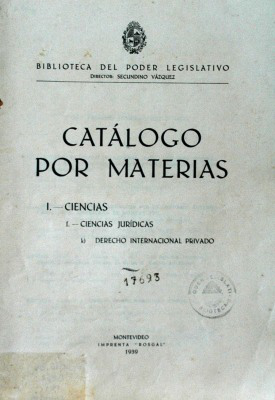 BIBLIOTECA DEL PODER LEGISLATIVO
DIRECTOR: SECUNDINO VÁZQUEZ
CATÁLOGO
POR MATERIAS
I.—CIENCIAS
1.—CIENCIAS JURÍDICAS
k) DERECHO INTERNACIONAL PRIVADO
17693
MONTEVIDEO
IMPRENTA "ROSGAL"
1939